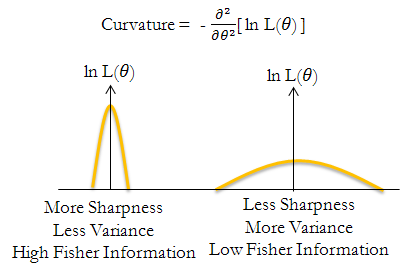 Curvature = - ∂²/∂θ² [ ln L(θ) ]
ln L(θ)
ln L(θ)
More Sharpness
Less Variance
High Fisher Information
Less Sharpness
More Variance
Low Fisher Information